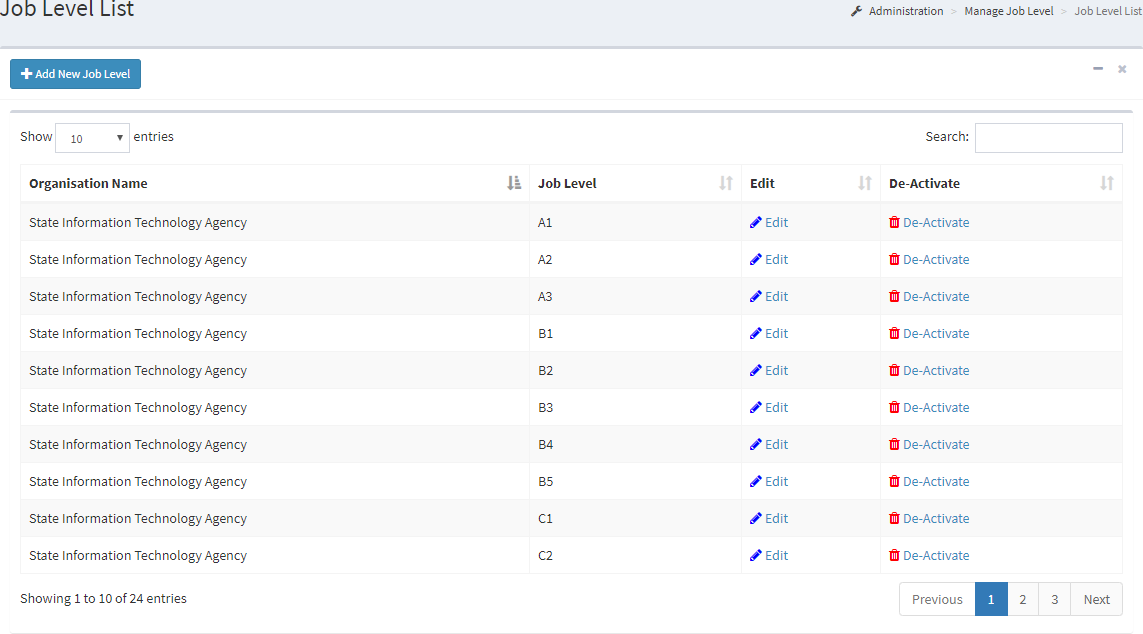 Job Level List
Administration > Manage Job Level > Job Level List
Add New Job Level
Show 10 entries
Search:
Organisation Name Job Level Edit De-Activate
State Information Technology Agency A1 Edit De-Activate
State Information Technology Agency A2 Edit De-Activate
State Information Technology Agency A3 Edit De-Activate
State Information Technology Agency B1 Edit De-Activate
State Information Technology Agency B2 Edit De-Activate
State Information Technology Agency B3 Edit De-Activate
State Information Technology Agency B4 Edit De-Activate
State Information Technology Agency B5 Edit De-Activate
State Information Technology Agency C1 Edit De-Activate
State Information Technology Agency C2 Edit De-Activate
Showing 1 to 10 of 24 entries
Previous 1 2 3 Next